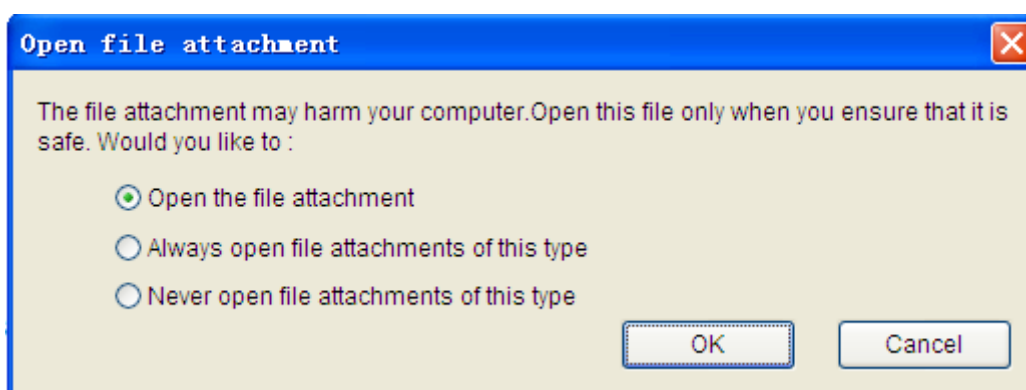 Open file attachment
The file attachment may harm your computer.Open this file only when you ensure that it is
safe. Would you like to :
Open the file attachment
Always open file attachments of this type
Never open file attachments of this type
OK Cancel